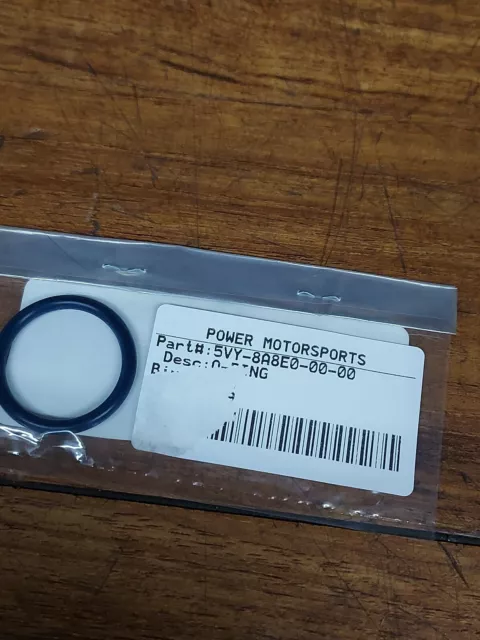 POWER MOTORSPORTS
Part#:5VY-8A8E0-00-00
Desc:O-RING